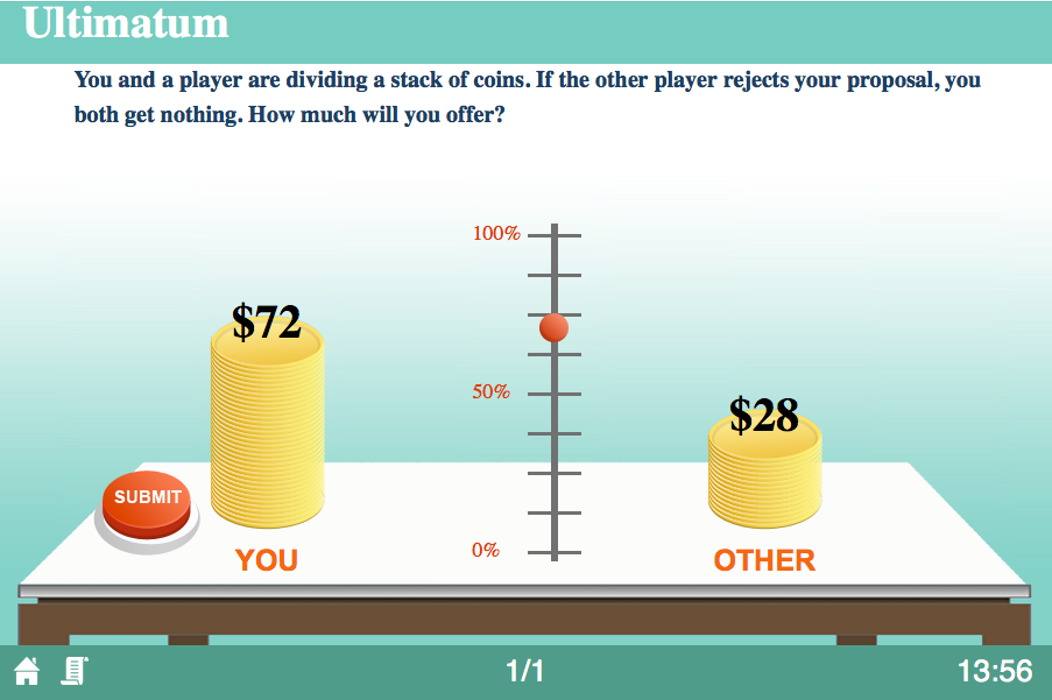 Ultimatum
You and a player are dividing a stack of coins. If the other player rejects your proposal, you
both get nothing. How much will you offer?
100%
$72
50%
$28
SUBMIT
0%
YOU
OTHER
1/1
13:56